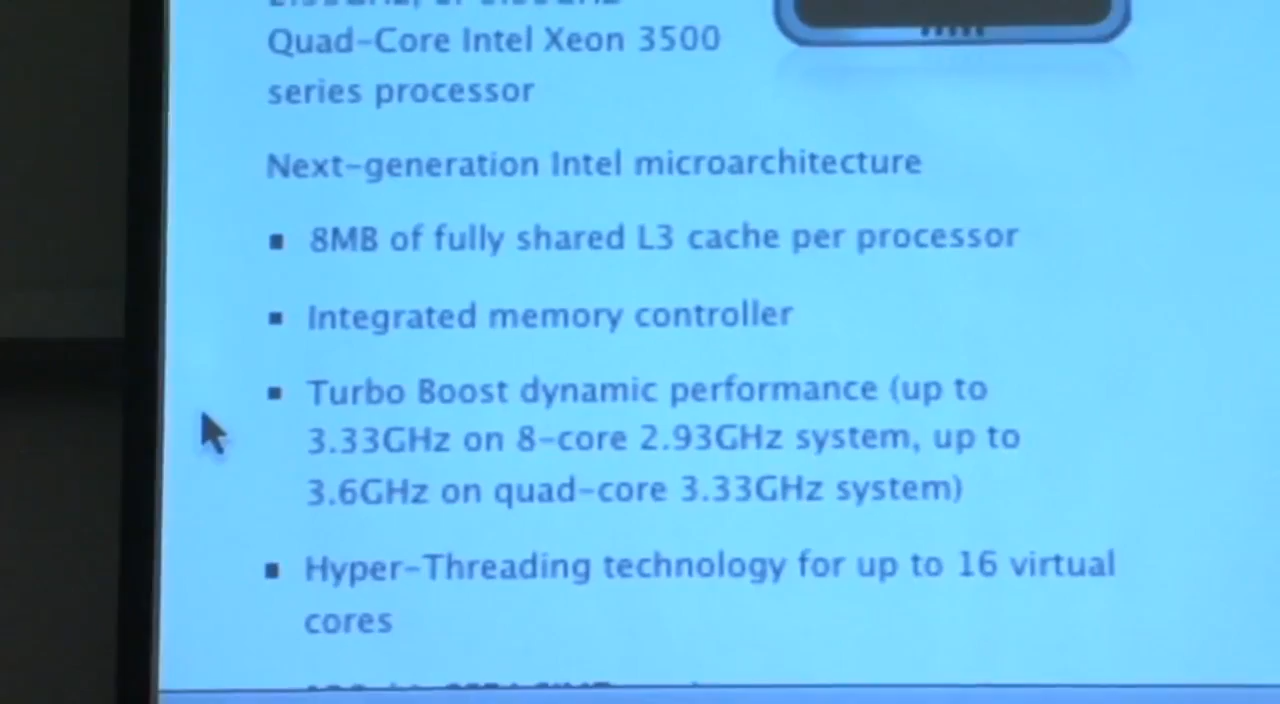 Quad-Core Intel Xeon 3500
series processor
Next-generation Intel microarchitecture
▪ 8MB of fully shared L3 cache per processor
▪ Integrated memory controller
▪ Turbo Boost dynamic performance (up to
3.33GHz on 8-core 2.93GHz system, up to
3.6GHz on quad-core 3.33GHz system)
▪ Hyper-Threading technology for up to 16 virtual
cores